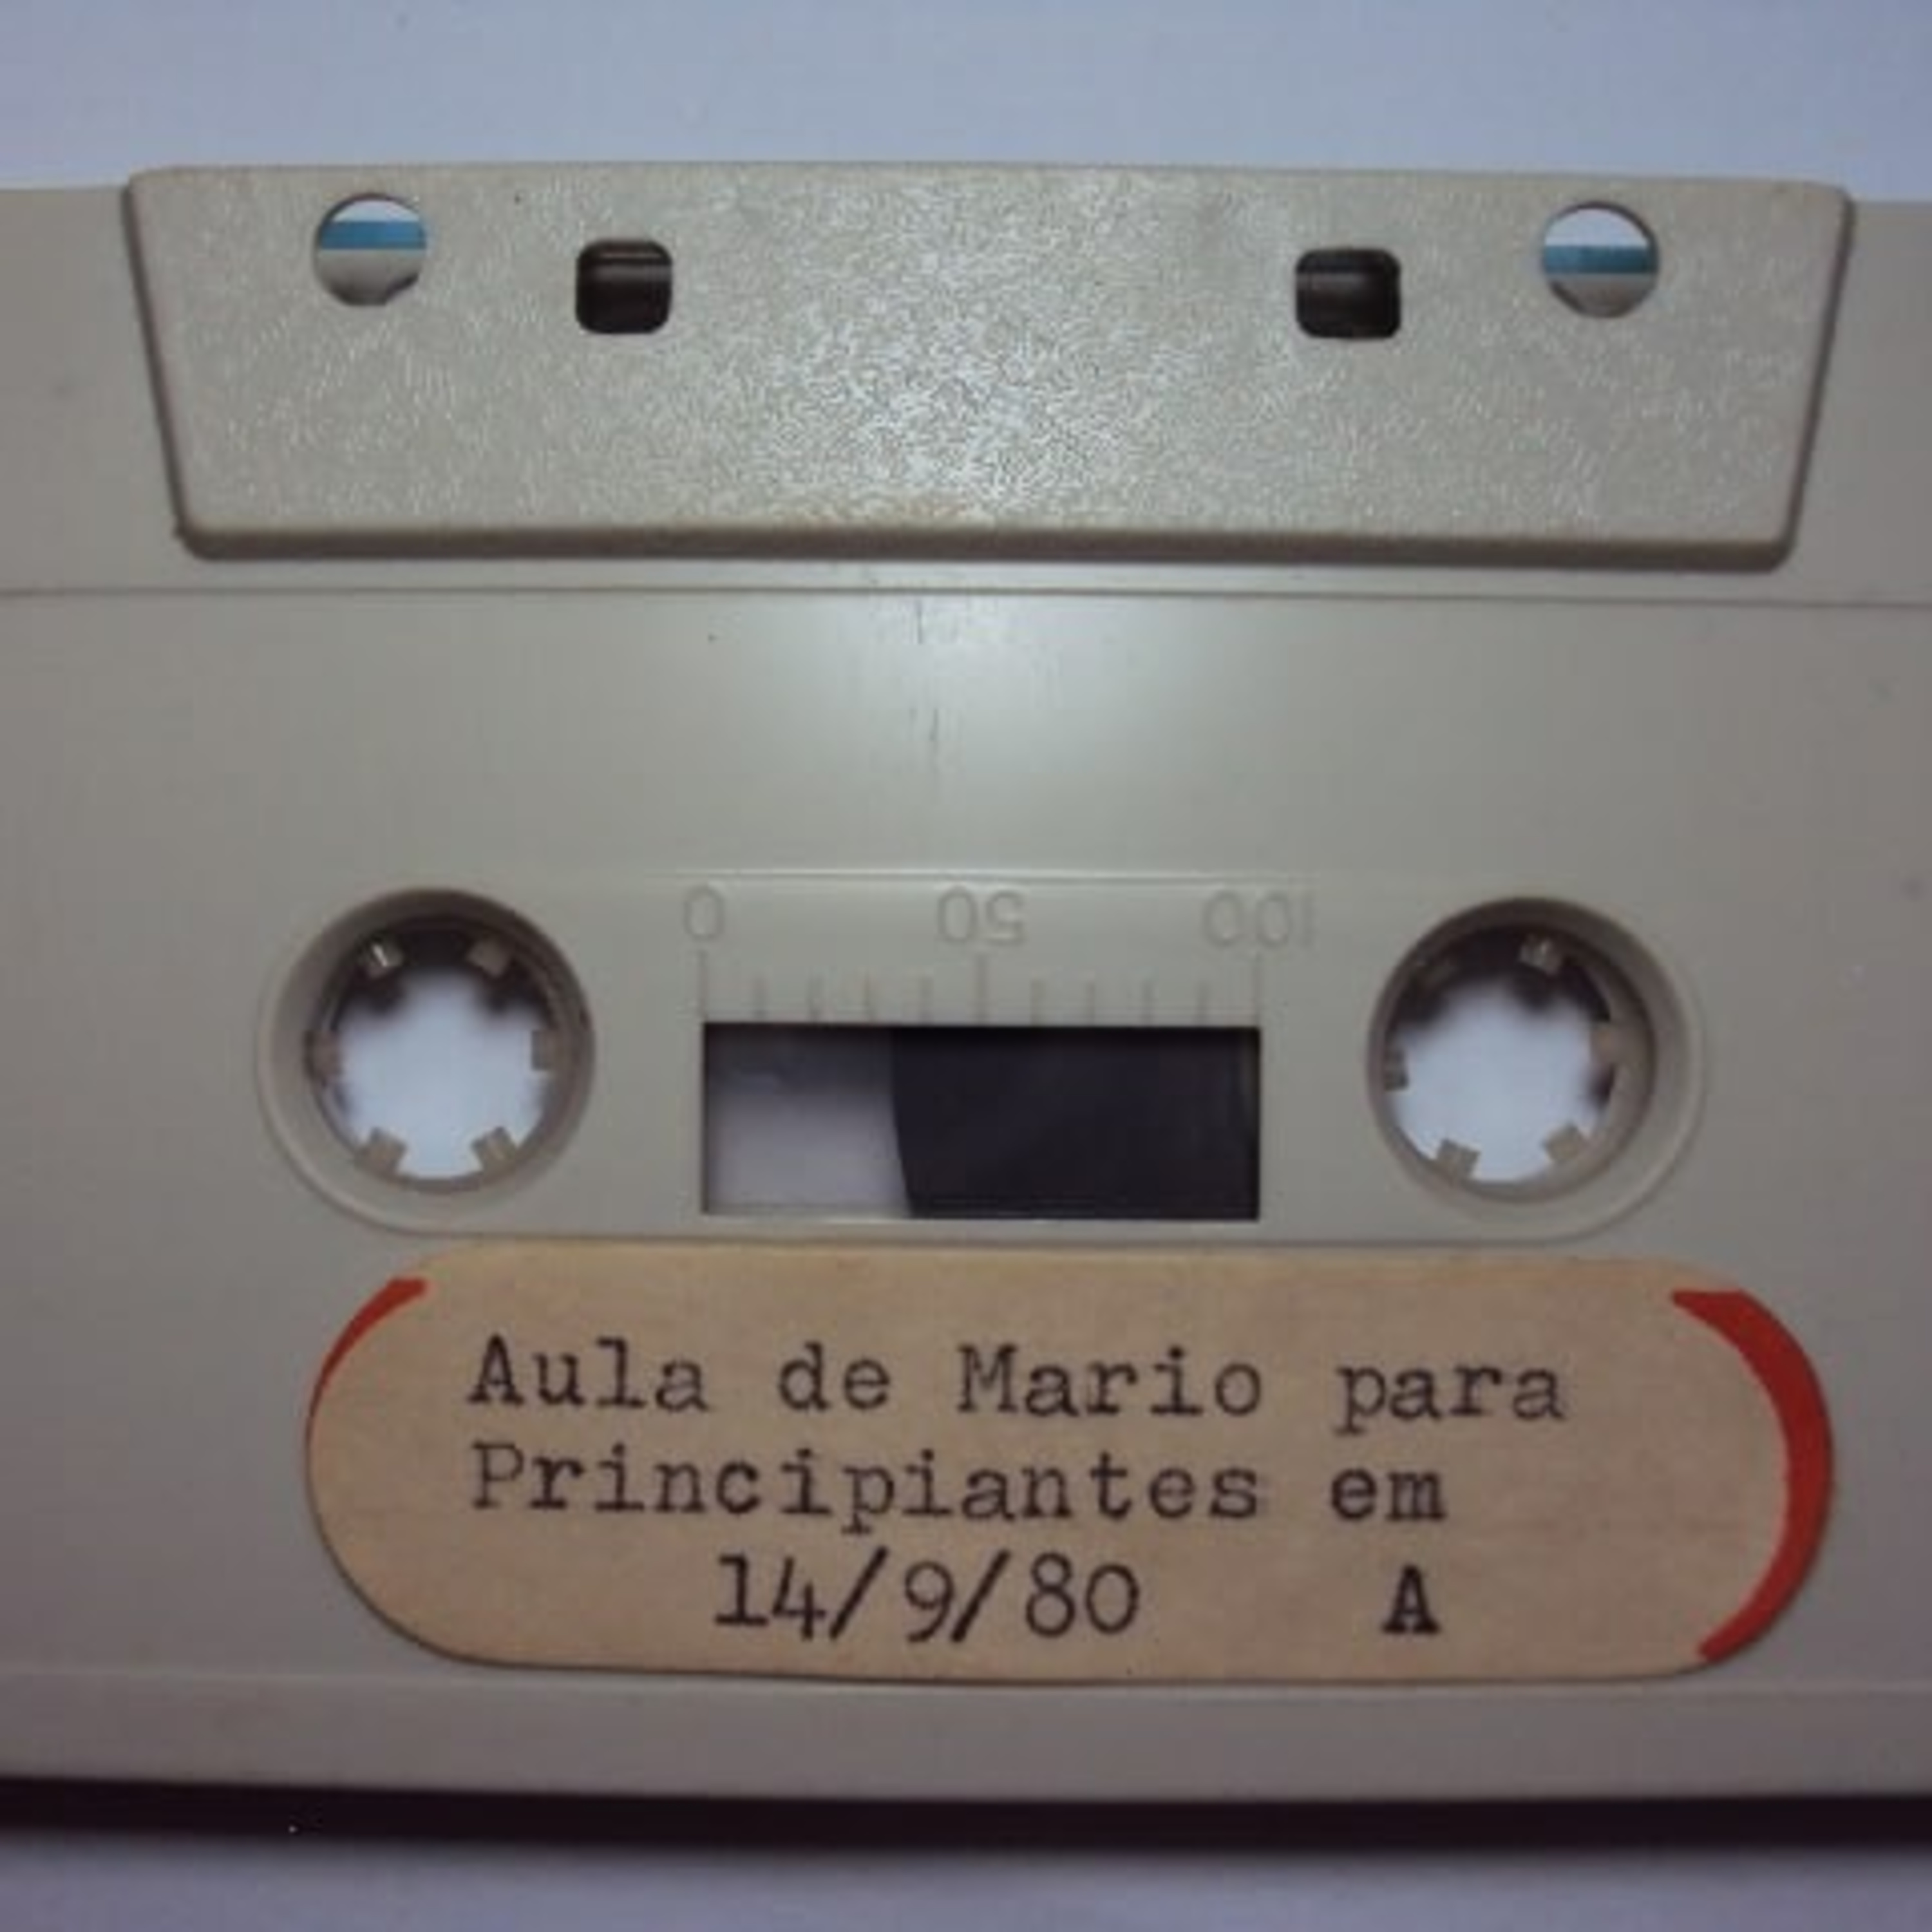 0 50 100
Aula de Mario para
Principiantes em
14/9/80 A